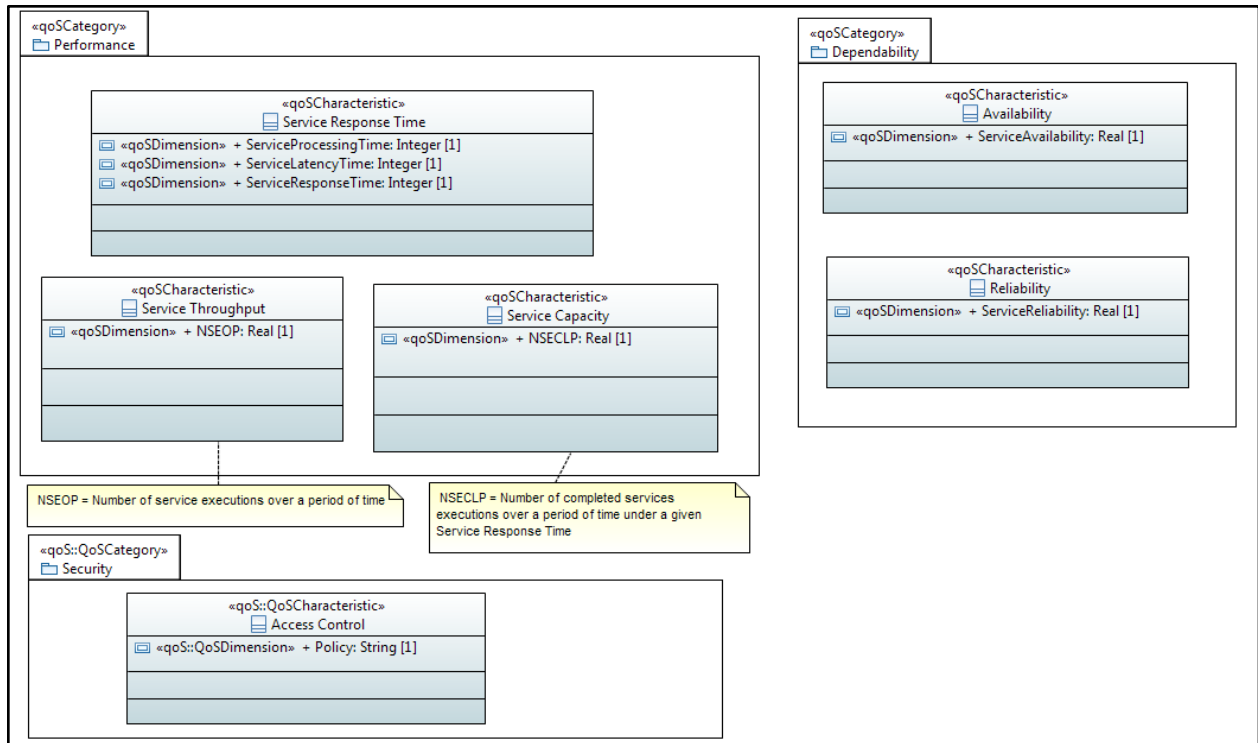 «qoSCategory»
Performance
«qoSCharacteristic»
Service Response Time
«qoSDimension» + ServiceProcessingTime: Integer [1]
«qoSDimension» + ServiceLatencyTime: Integer [1]
«qoSDimension» + ServiceResponseTime: Integer [1]
«qoSCharacteristic»
Service Throughput
«qoSDimension» + NSEOP: Real [1]
«qoSCharacteristic»
Service Capacity
«qoSDimension» + NSECLP: Real [1]
NSEOP = Number of service executions over a period of time
NSECLP = Number of completed services
executions over a period of time under a given
Service Response Time
«qoSCategory»
Dependability
«qoSCharacteristic»
Availability
«qoSDimension» + ServiceAvailability: Real [1]
«qoSCharacteristic»
Reliability
«qoSDimension» + ServiceReliability: Real [1]
«qoS::QoSCategory»
Security
«qoS::QoSCharacteristic»
Access Control
«qoS::QoSDimension» + Policy: String [1]